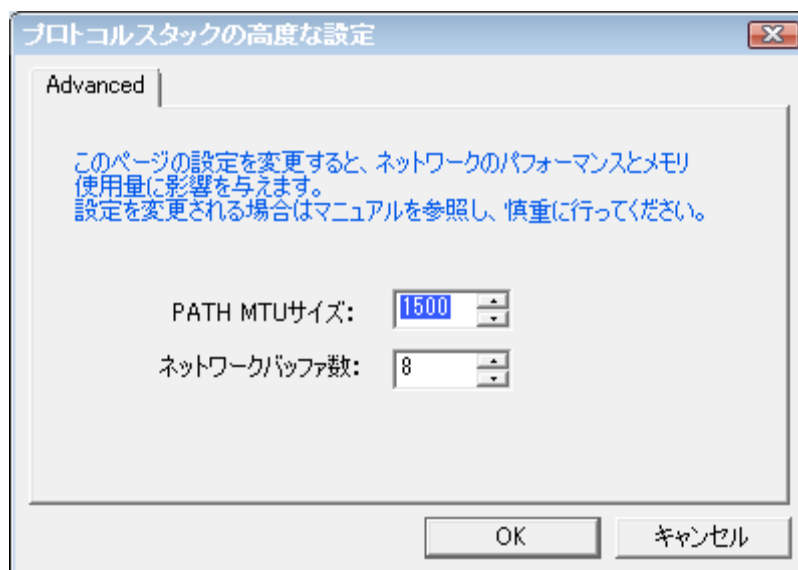 プロトコルスタックの高度な設定
Advanced
このページの設定を変更すると、ネットワークのパフォーマンスとメモリ
使用量に影響を与えます。
設定を変更される場合はマニュアルを参照し、慎重に行ってください。
PATH MTUサイズ:
1500
ネットワークバッファ数:
8
OK
キャンセル